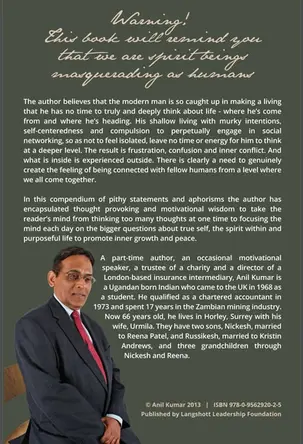 Warning!
This book will remind you
that we are spirit beings
masquerading as humans
The author believes that the modern man is so caught up in making a living
that he has no time to truly and deeply think about life - where he's come
from and where he's heading. His shallow living with murky intentions,
self-centeredness and compulsion to perpetually engage in social
networking, so as not to feel isolated, leave no time or energy for him to think
at a deeper level. The result is frustration, confusion and inner conflict. And
what is inside is experienced outside. There is clearly a need to genuinely
create the feeling of being connected with fellow humans from a level where
we all come together.
In this compendium of pithy statements and aphorisms the author has
encapsulated thought provoking and motivational wisdom to take the
reader's mind from thinking too many thoughts at one time to focusing the
mind each day on the bigger questions about true self, the spirit within and
purposeful life to promote inner growth and peace.
A part-time author, an occasional motivational
speaker, a trustee of a charity and a director of a
London-based insurance intermediary, Anil Kumar is
a Ugandan born Indian who came to the UK in 1968 as
a student. He qualified as a chartered accountant in
1973 and spent 17 years in the Zambian mining industry.
Now 66 years old, he lives in Horley, Surrey with his
wife, Urmila. They have two sons, Nickesh, married
to Reena Patel, and Russikesh, married to Kristin
Andrews, and three grandchildren through
Nickesh and Reena.
© Anil Kumar 2013 | ISBN 978-0-9562920-2-5
Published by Langshott Leadership Foundation